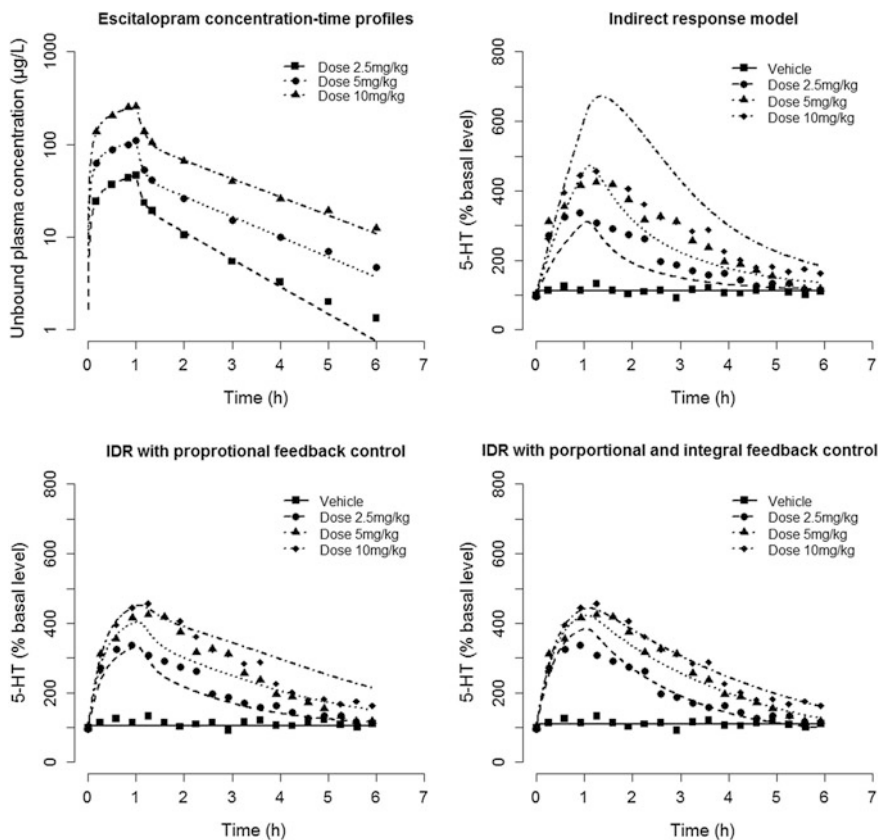 Escitalopram concentration-time profiles
Unbound plasma concentration (µg/L)
1000
100
10
1
Dose 2.5mg/kg
Dose 5mg/kg
Dose 10mg/kg
0 1 2 3 4 5 6 7
Time (h)
Indirect response model
5-HT (% basal level)
800
600
400
200
0
Vehicle
Dose 2.5mg/kg
Dose 5mg/kg
Dose 10mg/kg
0 1 2 3 4 5 6 7
Time (h)
IDR with proprotional feedback control
5-HT (% basal level)
800
600
400
200
0
Vehicle
Dose 2.5mg/kg
Dose 5mg/kg
Dose 10mg/kg
0 1 2 3 4 5 6 7
Time (h)
IDR with porportional and integral feedback control
5-HT (% basal level)
800
600
400
200
0
Vehicle
Dose 2.5mg/kg
Dose 5mg/kg
Dose 10mg/kg
0 1 2 3 4 5 6 7
Time (h)